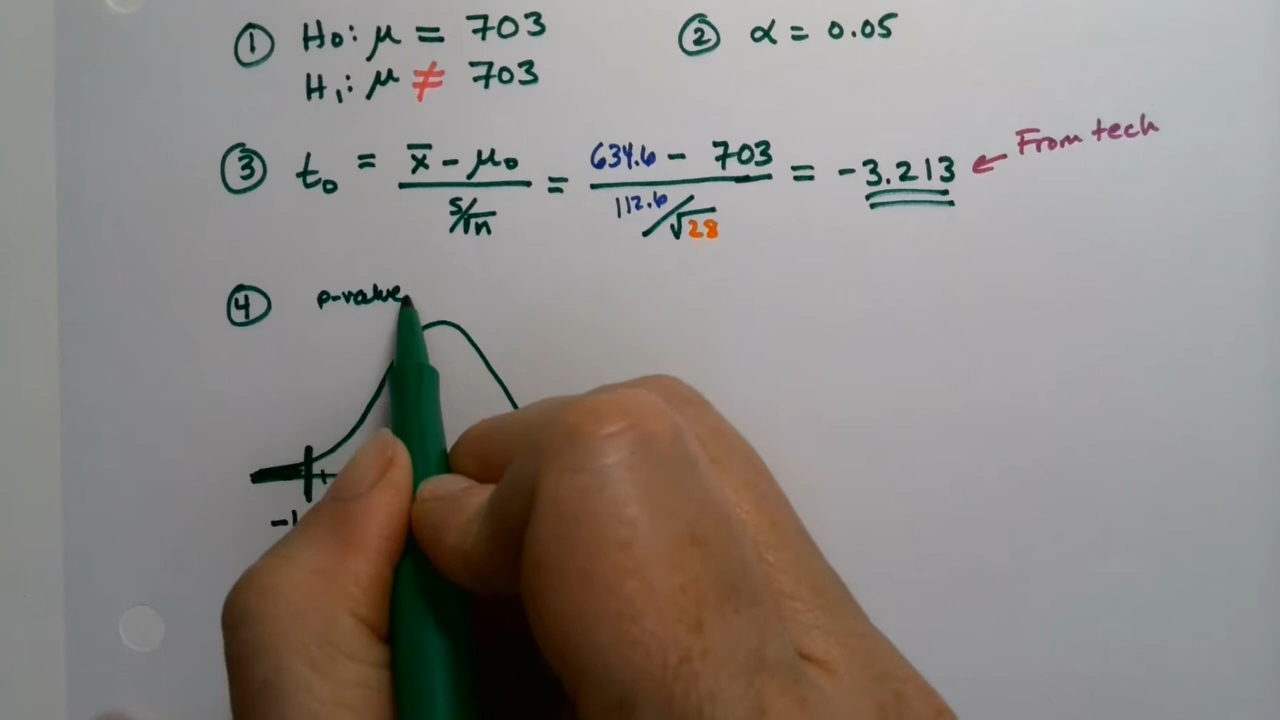 ① H₀: μ = 703
H₁: μ ≠ 703
② α = 0.05
③ t₀ = (x̄ - μ₀)/(s/√n) = (634.6 - 703)/(112.6/√28) = -3.213 ← From tech
④ p-value